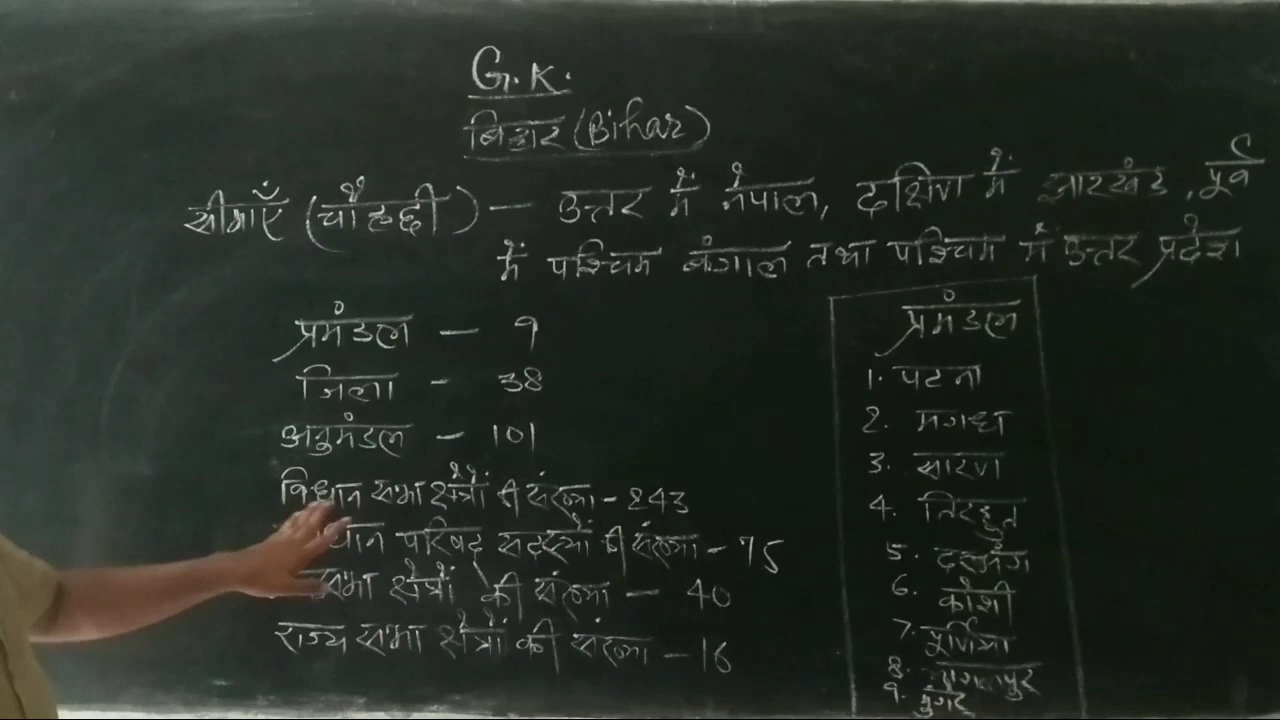 G.K.
बिहार (Bihar)
सीमाएँ (चौहद्दी) – उत्तर में नेपाल, दक्षिण में झारखंड, पूर्व
में पश्चिम बंगाल तथा पश्चिम में उत्तर प्रदेश
प्रमंडल – 9
जिला - 38
अनुमंडल – 101
विधान सभा क्षेत्रों की संख्या - 243
धान परिषद् सदस्यों की संख्या - 75
सभा क्षेत्रों की संख्या – 40
राज्य सभा क्षेत्रों की संख्या – 16
प्रमंडल
1. पटना
2. मगध
3. सारण
4. तिरहुत
5. दरभंगा
6. कोशी
7. पूर्णिया
8. भागलपुर
9. मुंगेर